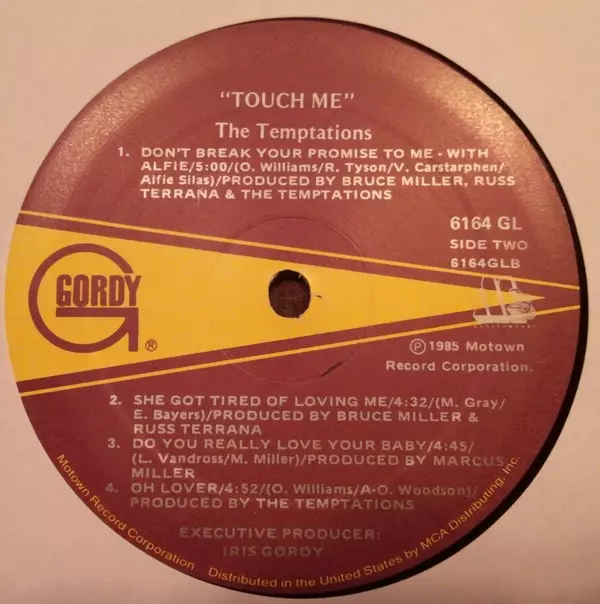 "TOUCH ME"
The Temptations
1. DON'T BREAK YOUR PROMISE TO ME - WITH
ALFIE/5:00/(O. Williams/R. Tyson/V. Carstarphen/
Alfie Silas)/PRODUCED BY BRUCE MILLER, RUSS
TERRANA & THE TEMPTATIONS
6164 GL
SIDE TWO
6164GLB
GORDY
®
Ⓟ 1985 Motown
Record Corporation.
2. SHE GOT TIRED OF LOVING ME/4:32/(M. Gray/
E. Bayers)/PRODUCED BY BRUCE MILLER &
RUSS TERRANA
3. DO YOU REALLY LOVE YOUR BABY/4:45/
(L. Vandross/M. Miller)/PRODUCED BY MARCUS
MILLER
4. OH LOVER/4:52/(O. Williams/A-O. Woodson)/
PRODUCED BY THE TEMPTATIONS
EXECUTIVE PRODUCER:
IRIS GORDY
Motown Record Corporation Distributed in the United States by MCA Distributing, Inc.